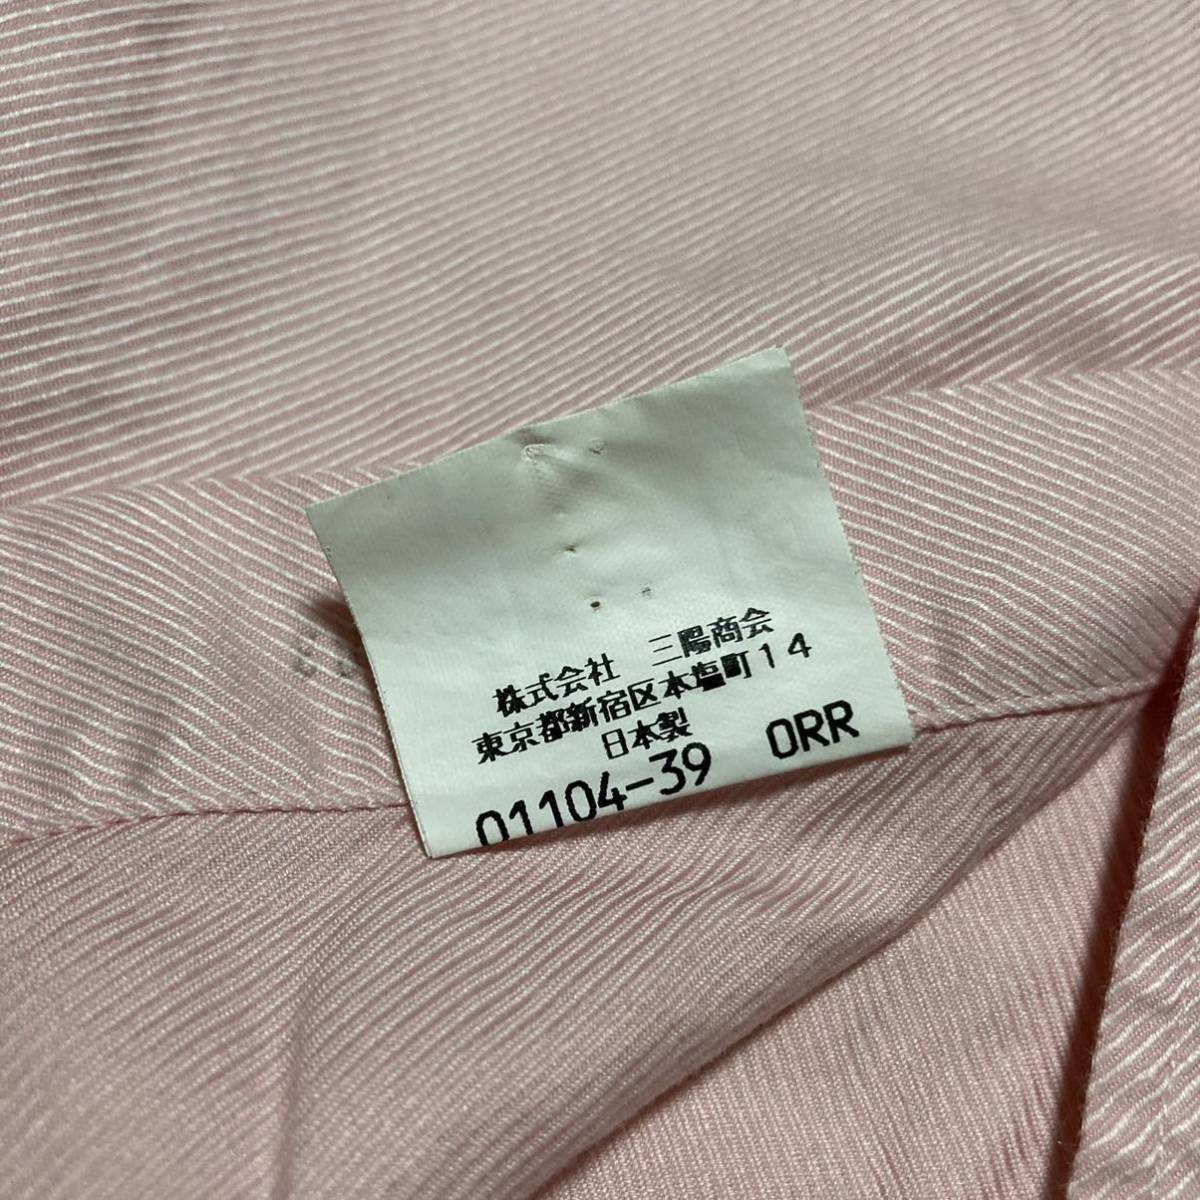 株式会社 三陽商会
東京都新宿区本塩町14
日本製
01104-39 ORR